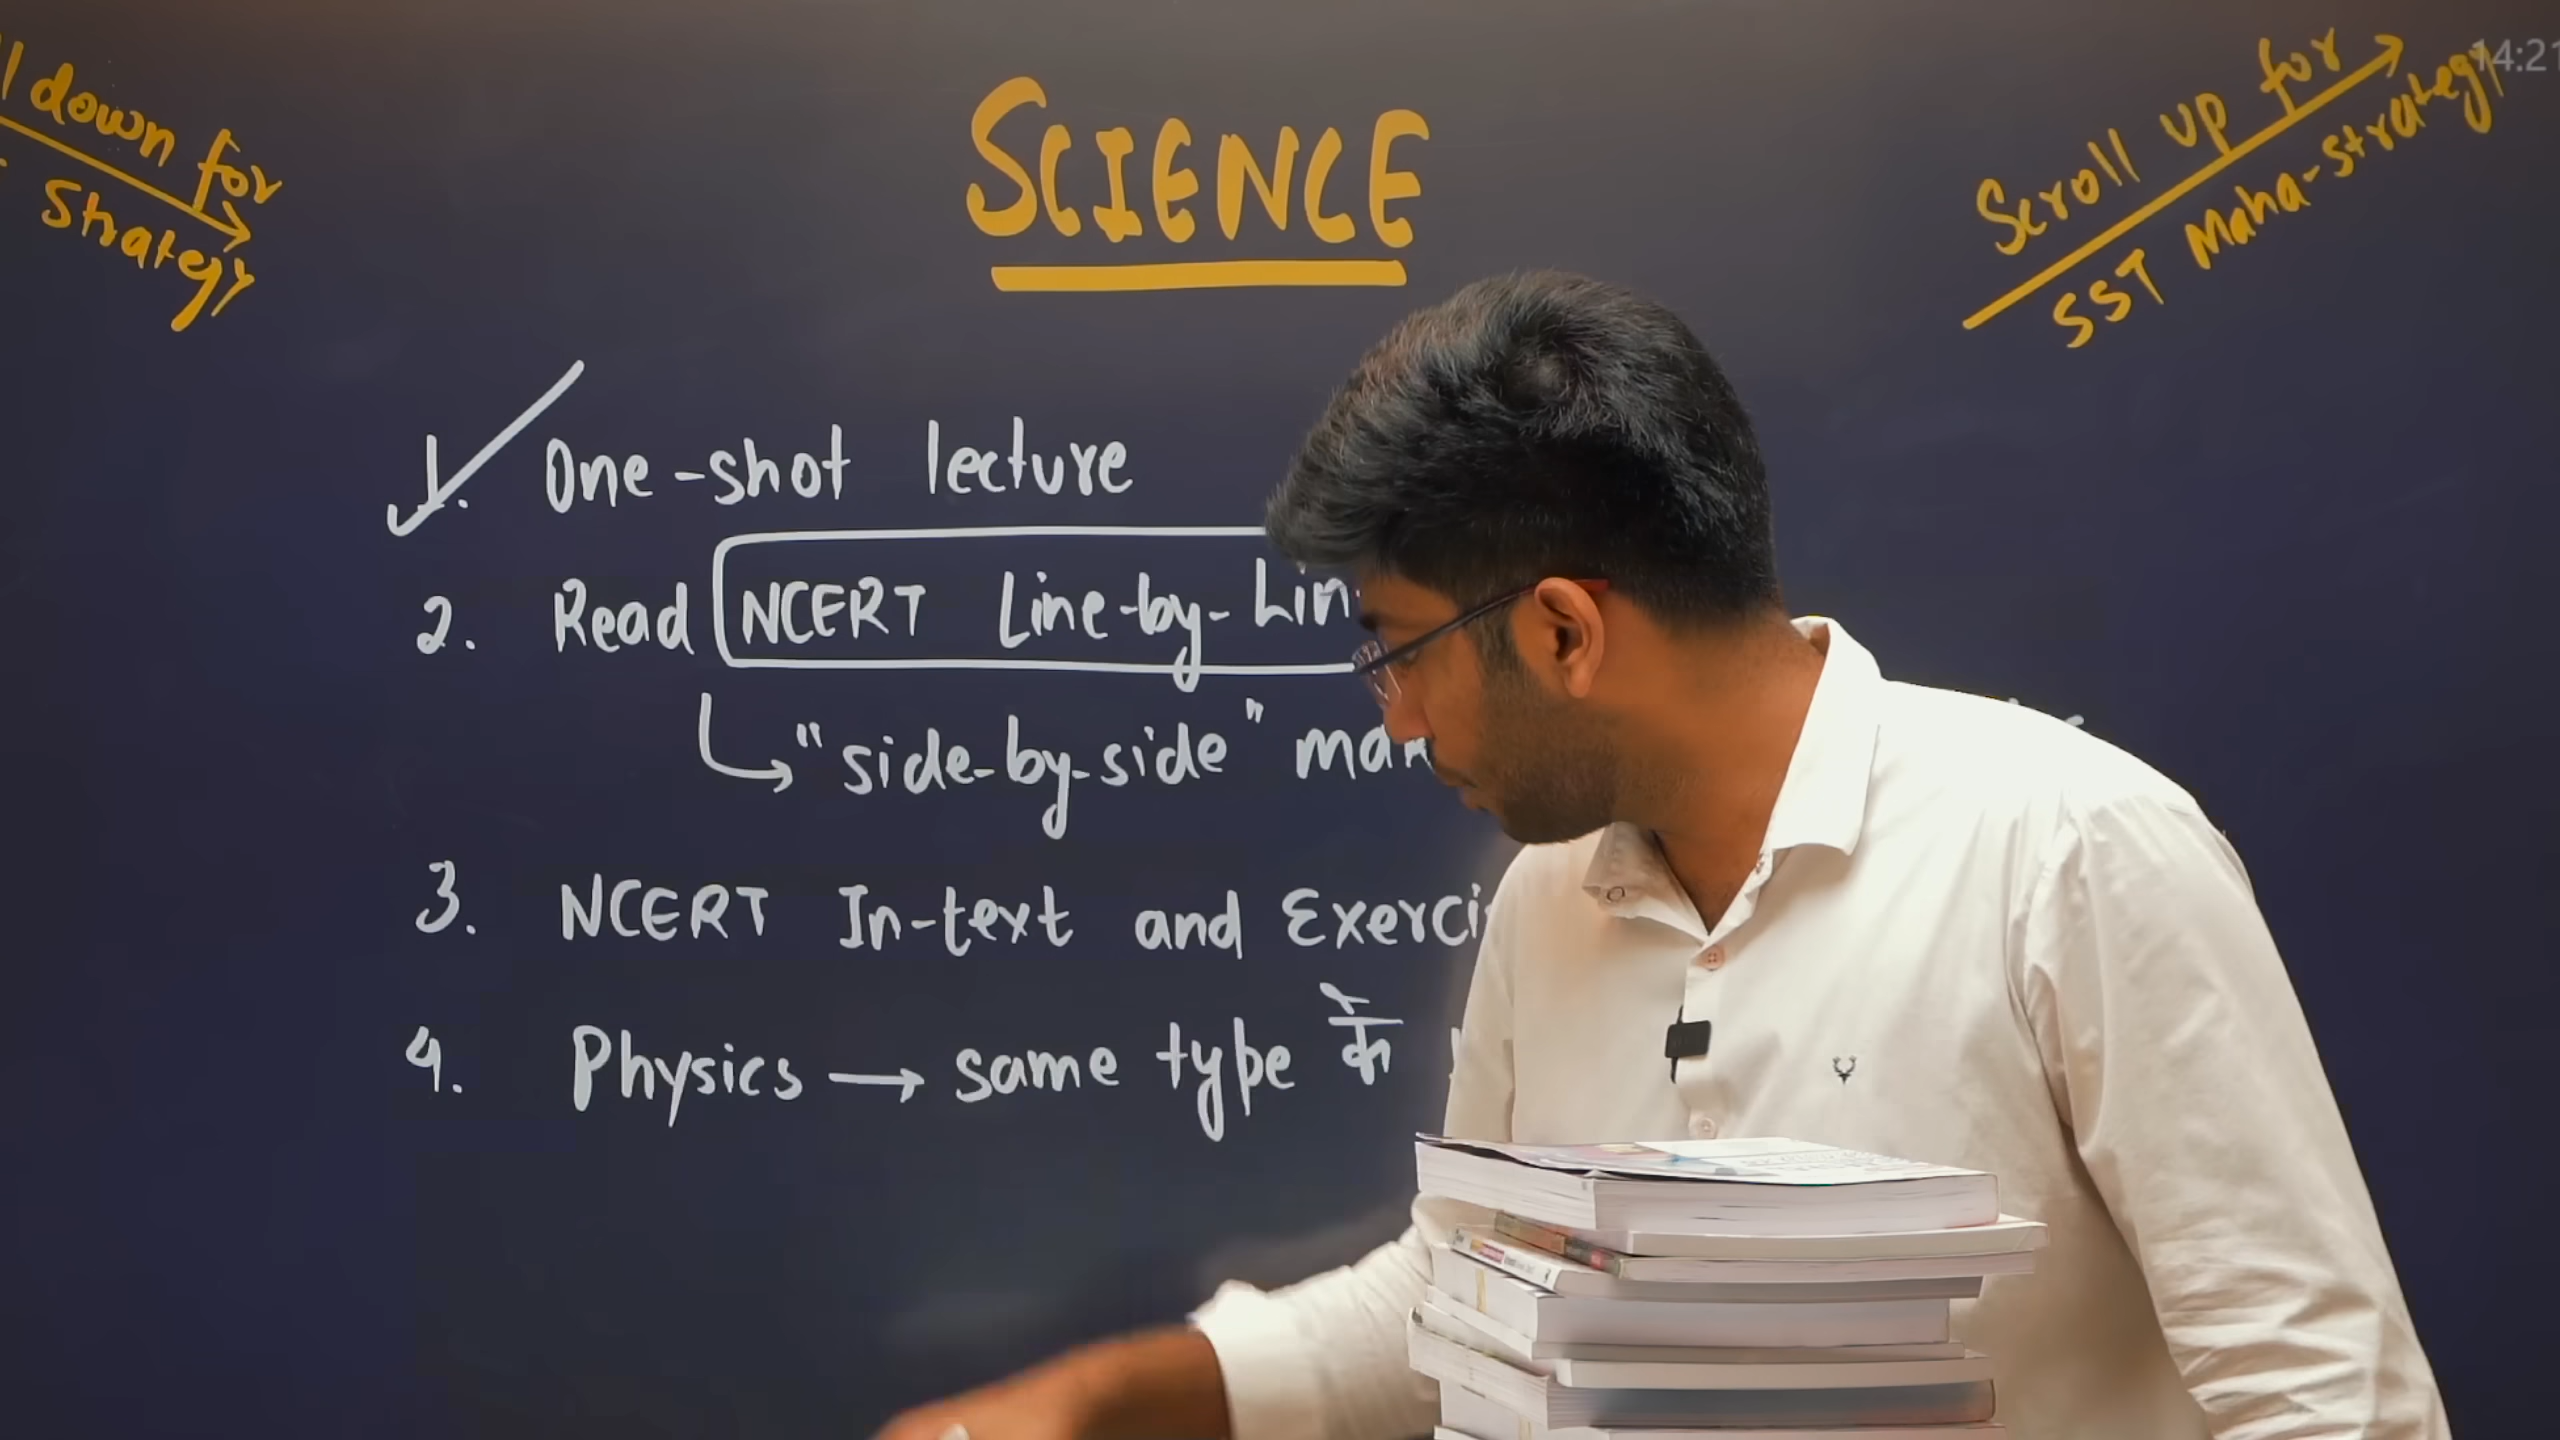 down for
Strategy
SCIENCE
Scroll up for
SST Maha-strategy
14:21
1. One-shot lecture
2. Read NCERT Line-by-Lin
"side-by-side"
3. NCERT In-text and Exerci
4. Physics → same type के